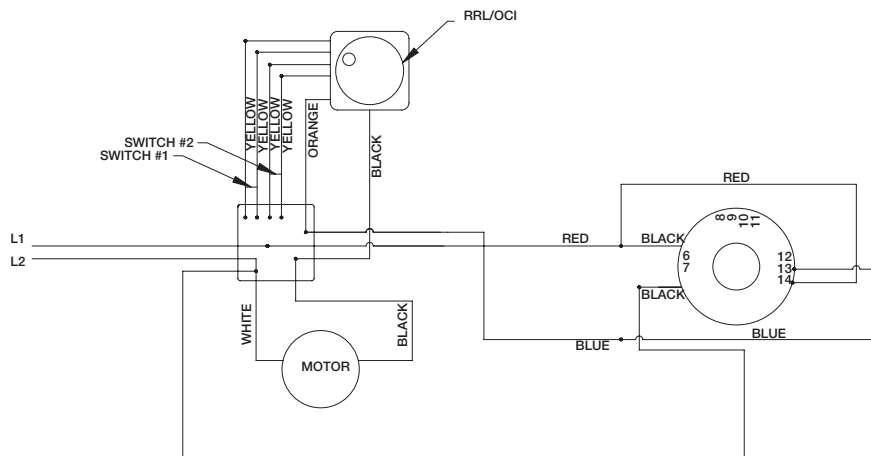 RRL/OCI
YELLOW
YELLOW
YELLOW
YELLOW
ORANGE
BLACK
SWITCH #2
SWITCH #1
RED
L1
RED
BLACK
8
9
10
11
6
7
12
13
14
L2
BLACK
WHITE
BLACK
BLUE
BLUE
MOTOR